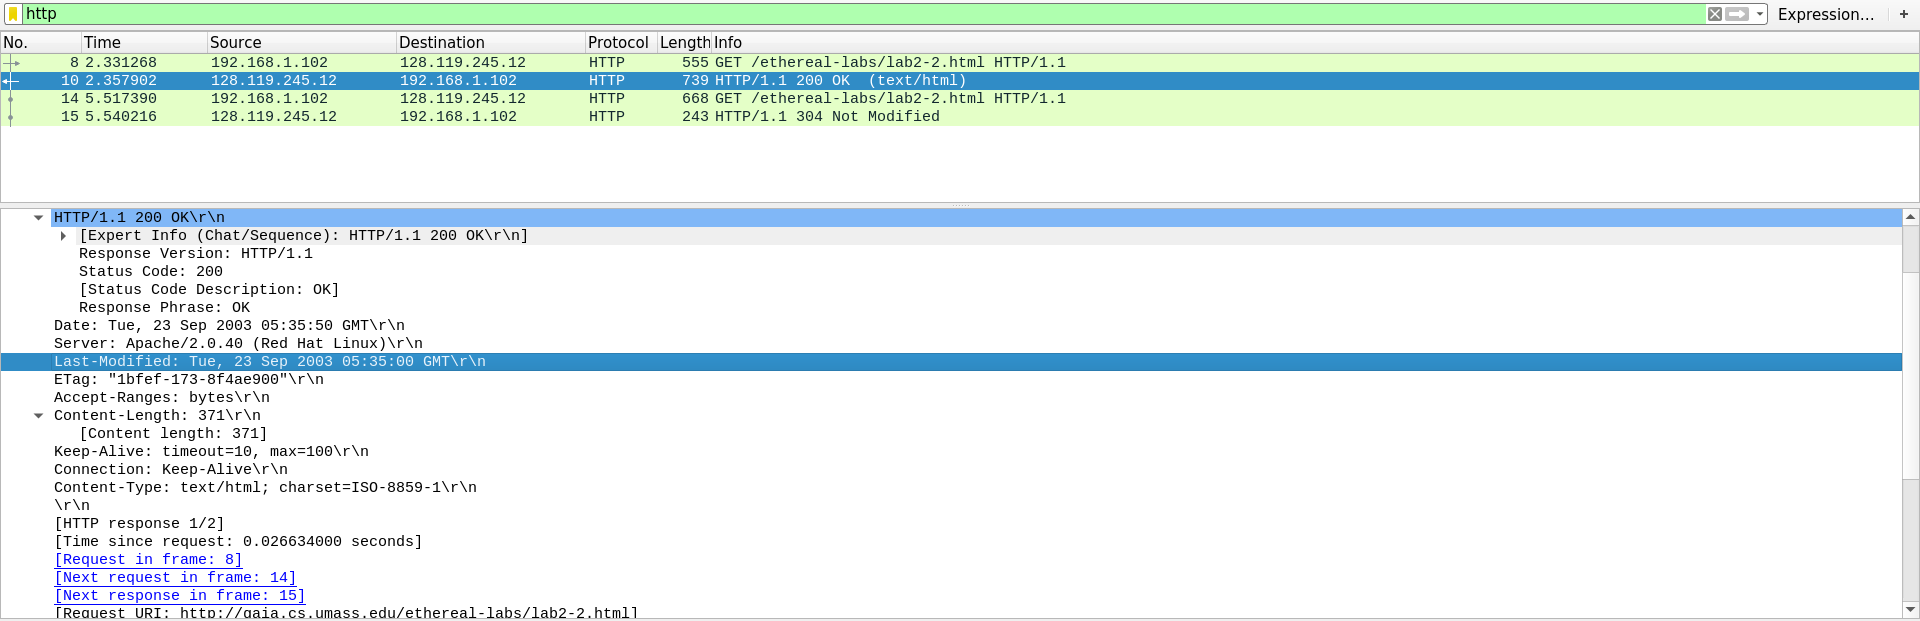 http Expression… +
No. Time Source Destination Protocol Length Info
8 2.331268 192.168.1.102 128.119.245.12 HTTP 555 GET /ethereal-labs/lab2-2.html HTTP/1.1
10 2.357902 128.119.245.12 192.168.1.102 HTTP 739 HTTP/1.1 200 OK  (text/html)
14 5.517390 192.168.1.102 128.119.245.12 HTTP 668 GET /ethereal-labs/lab2-2.html HTTP/1.1
15 5.540216 128.119.245.12 192.168.1.102 HTTP 243 HTTP/1.1 304 Not Modified
HTTP/1.1 200 OK\r\n
[Expert Info (Chat/Sequence): HTTP/1.1 200 OK\r\n]
Response Version: HTTP/1.1
Status Code: 200
[Status Code Description: OK]
Response Phrase: OK
Date: Tue, 23 Sep 2003 05:35:50 GMT\r\n
Server: Apache/2.0.40 (Red Hat Linux)\r\n
Last-Modified: Tue, 23 Sep 2003 05:35:00 GMT\r\n
ETag: "1bfef-173-8f4ae900"\r\n
Accept-Ranges: bytes\r\n
Content-Length: 371\r\n
[Content length: 371]
Keep-Alive: timeout=10, max=100\r\n
Connection: Keep-Alive\r\n
Content-Type: text/html; charset=ISO-8859-1\r\n
\r\n
[HTTP response 1/2]
[Time since request: 0.026634000 seconds]
[Request in frame: 8]
[Next request in frame: 14]
[Next response in frame: 15]
[Request URI: http://gaia.cs.umass.edu/ethereal-labs/lab2-2.html]